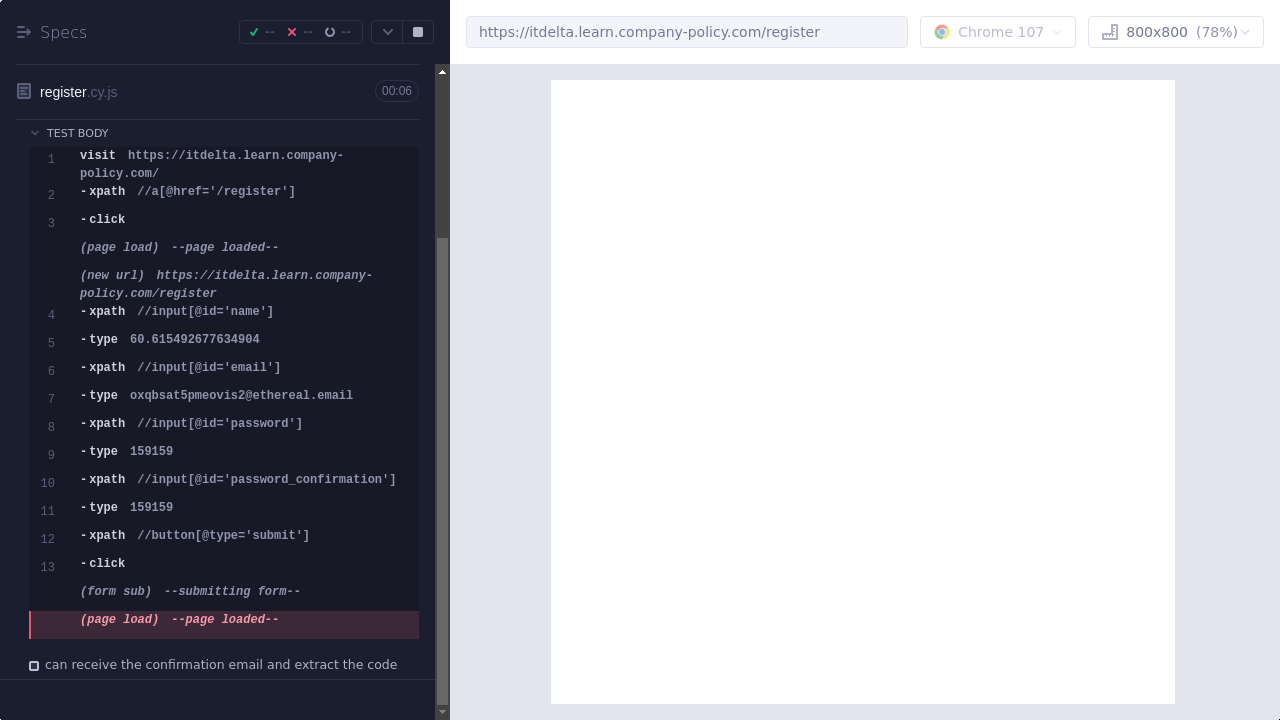 Specs
--
--
--
https://itdelta.learn.company-policy.com/register
Chrome 107
800x800 (78%)
register.cy.js
00:06
TEST BODY
1 visit https://itdelta.learn.company-
policy.com/
2 -xpath //a[@href='/register']
3 -click
(page load) --page loaded--
(new url) https://itdelta.learn.company-
policy.com/register
4 -xpath //input[@id='name']
5 -type 60.615492677634904
6 -xpath //input[@id='email']
7 -type oxqbsat5pmeovis2@ethereal.email
8 -xpath //input[@id='password']
9 -type 159159
10 -xpath //input[@id='password_confirmation']
11 -type 159159
12 -xpath //button[@type='submit']
13 -click
(form sub) --submitting form--
(page load) --page loaded--
can receive the confirmation email and extract the code